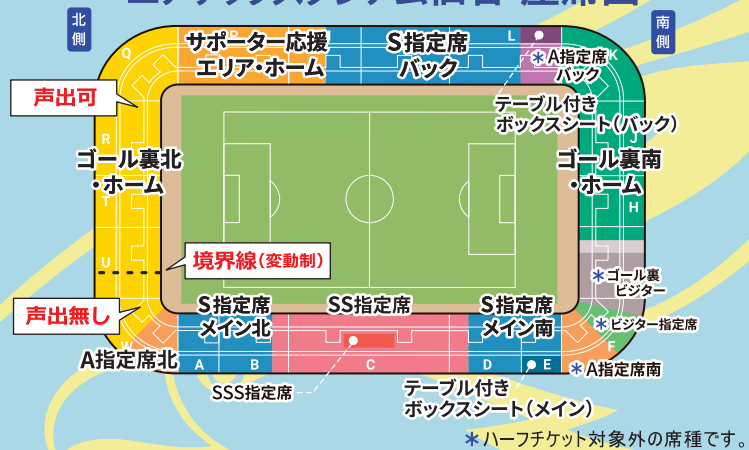 北側
南側
サポーター応援
エリア・ホーム
S指定席
バック
L
K
Q
*A指定席
バック
声出可
テーブル付き
ボックスシート(バック)
R
J
ゴール裏北
・ホーム
ゴール裏南
・ホーム
T
H
U
境界線(変動制)
*ゴール裏
ビジター
声出無し
S指定席
メイン北
SS指定席
S指定席
メイン南
*ビジター指定席
W
F
A指定席北
A
B
C
D
E
*A指定席南
SSS指定席
テーブル付き
ボックスシート(メイン)
*ハーフチケット対象外の席種です。